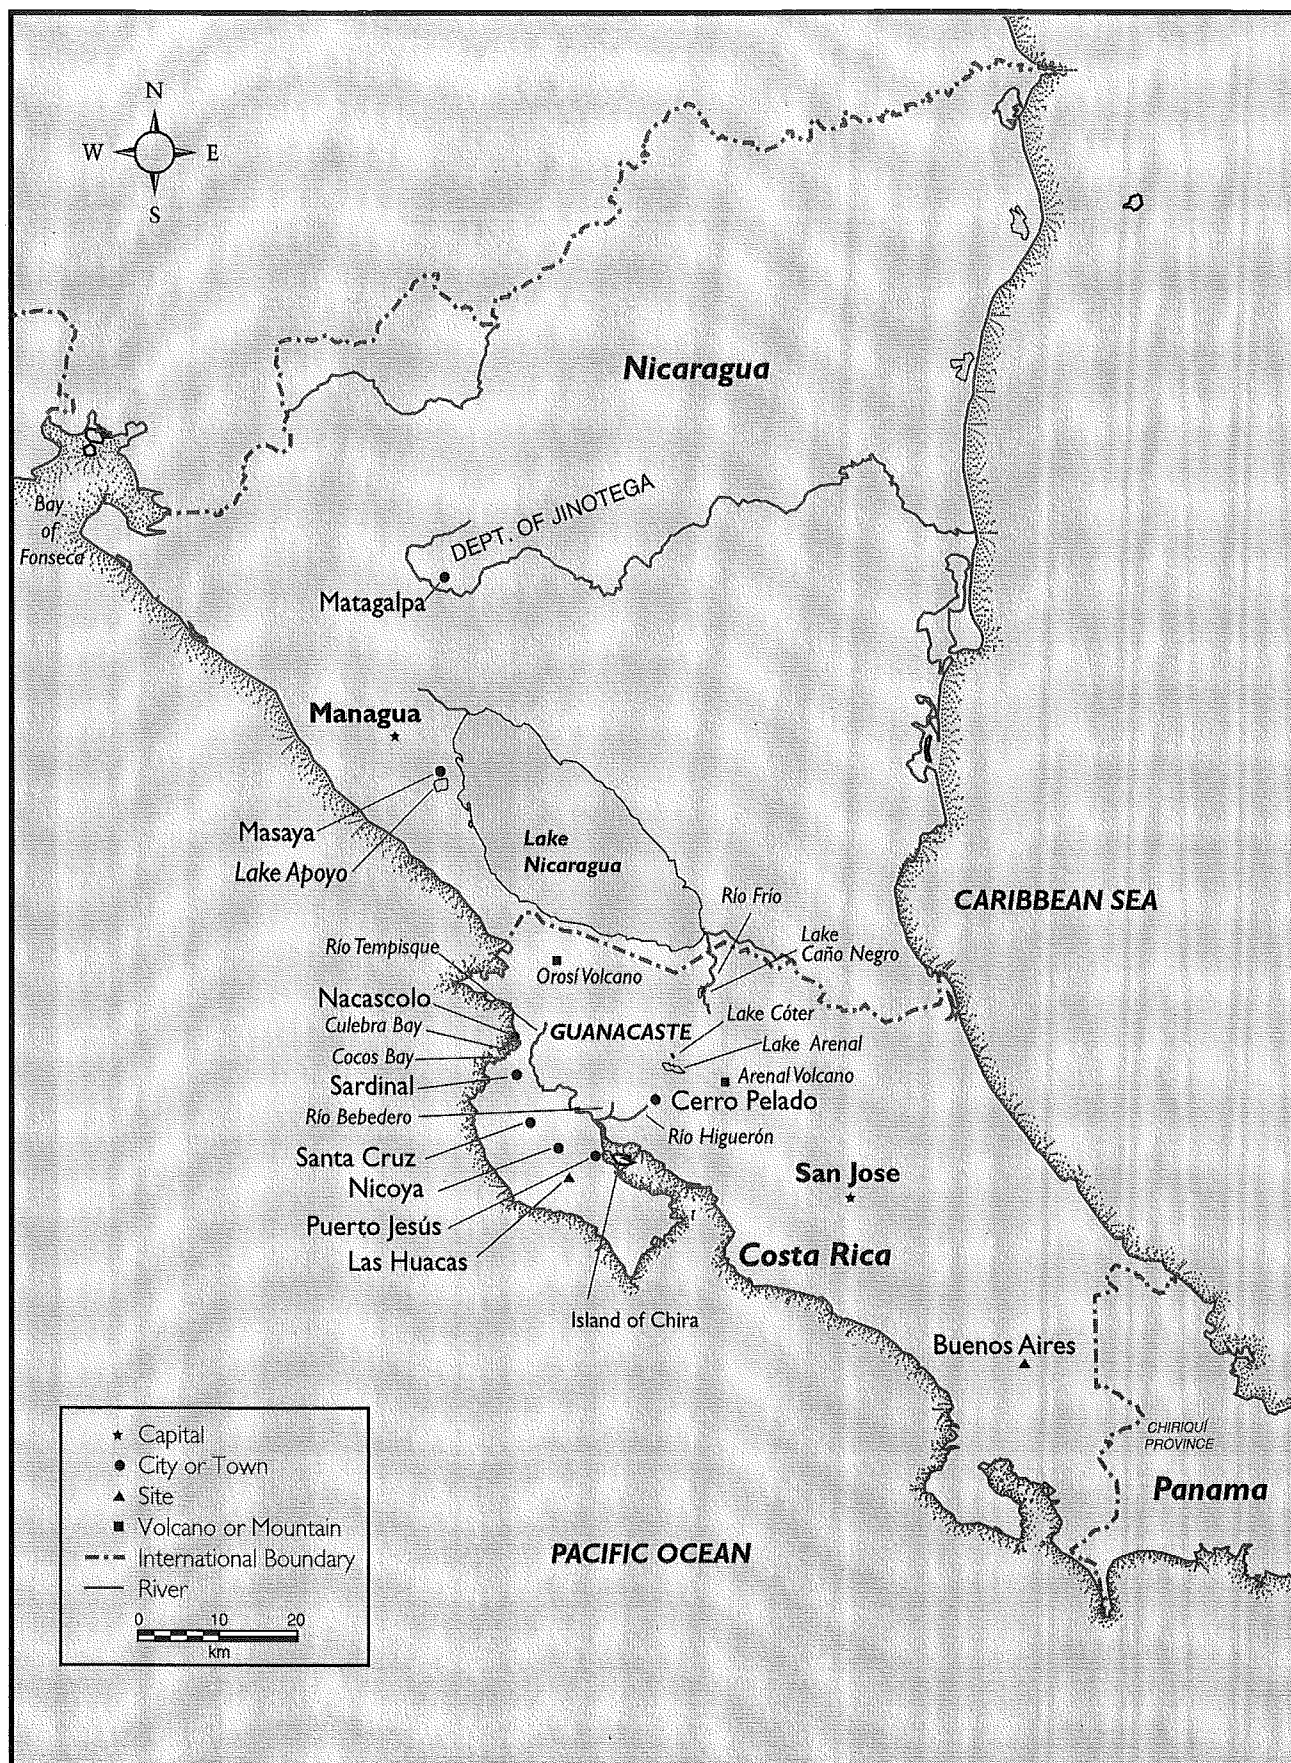 N
W
E
S
Nicaragua
Bay
of
Fonseca
DEPT. OF JINOTEGA
Matagalpa
Managua
Masaya
Lake Apoyo
Lake
Nicaragua
CARIBBEAN SEA
Río Frío
Lake
Caño Negro
Río Tempisque
Orosí Volcano
Nacascolo
Culebra Bay
Cocos Bay
Sardinal
Río Bebedero
Santa Cruz
Nicoya
Puerto Jesús
Las Huacas
GUANACASTE
Lake Cóter
Lake Arenal
Arenal Volcano
Cerro Pelado
Río Higuerón
San Jose
Costa Rica
Island of Chira
Buenos Aires
CHIRIQUÍ
PROVINCE
Panama
PACIFIC OCEAN
Capital
City or Town
Site
Volcano or Mountain
International Boundary
River
0 10 20
km